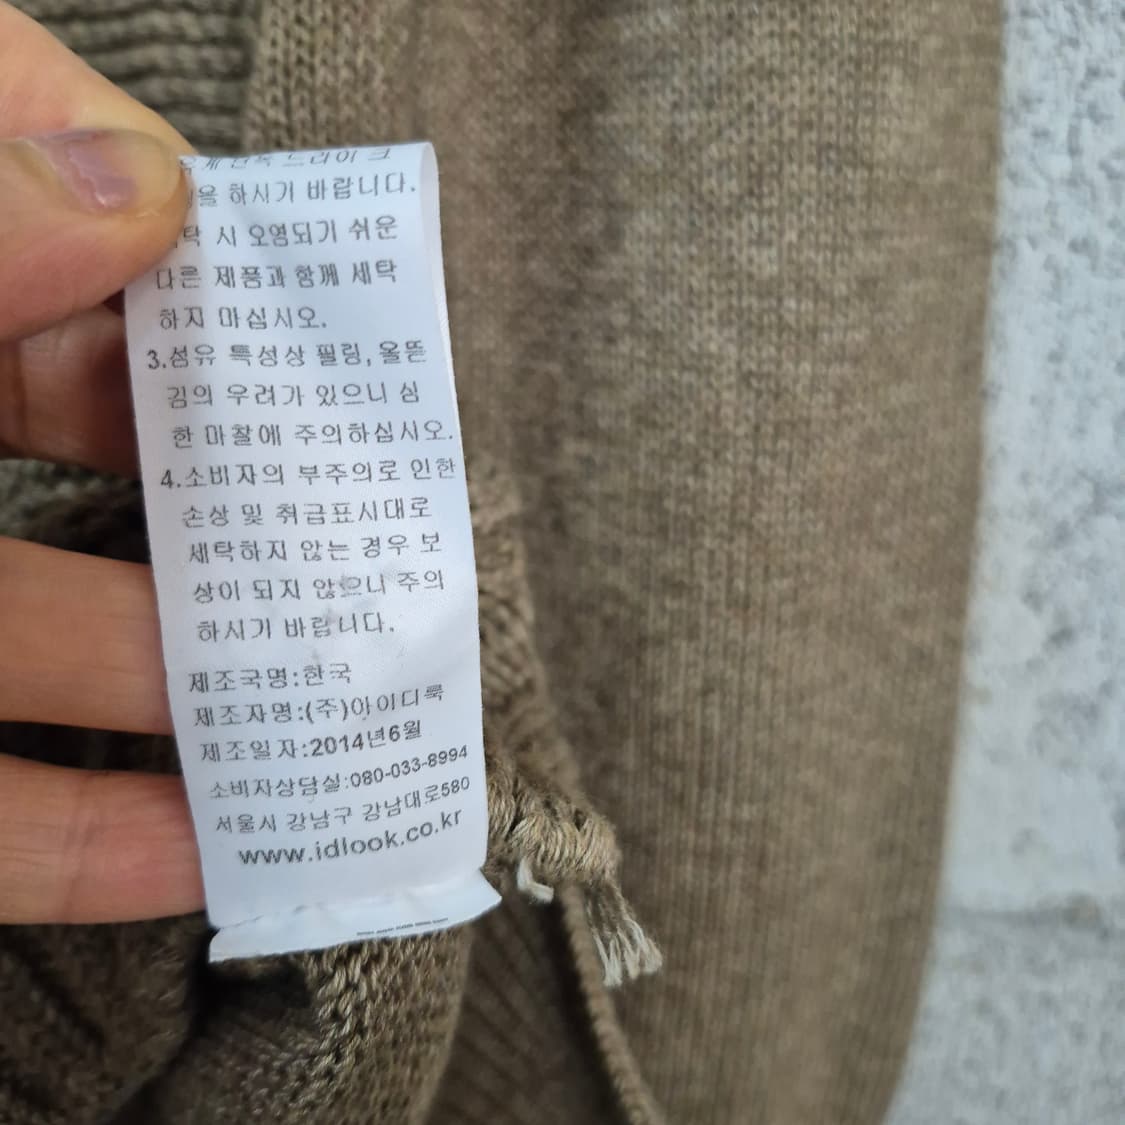 단독 드라이 크
을 하시기 바랍니다.
시 오염되기 쉬운
다른 제품과 함께 세탁
하지 마십시오.
3.섬유 특성상 필링, 올뜯
김의 우려가 있으니 심
한 마찰에 주의하십시오.
4.소비자의 부주의로 인한
손상 및 취급표시대로
세탁하지 않는 경우 보
상이 되지 않으니 주의
하시기 바랍니다.
제조국명:한국
제조자명:(주)아이디룩
제조일자:2014년6월
소비자상담실:080-033-8994
서울시 강남구 강남대로580
www.idlook.co.kr